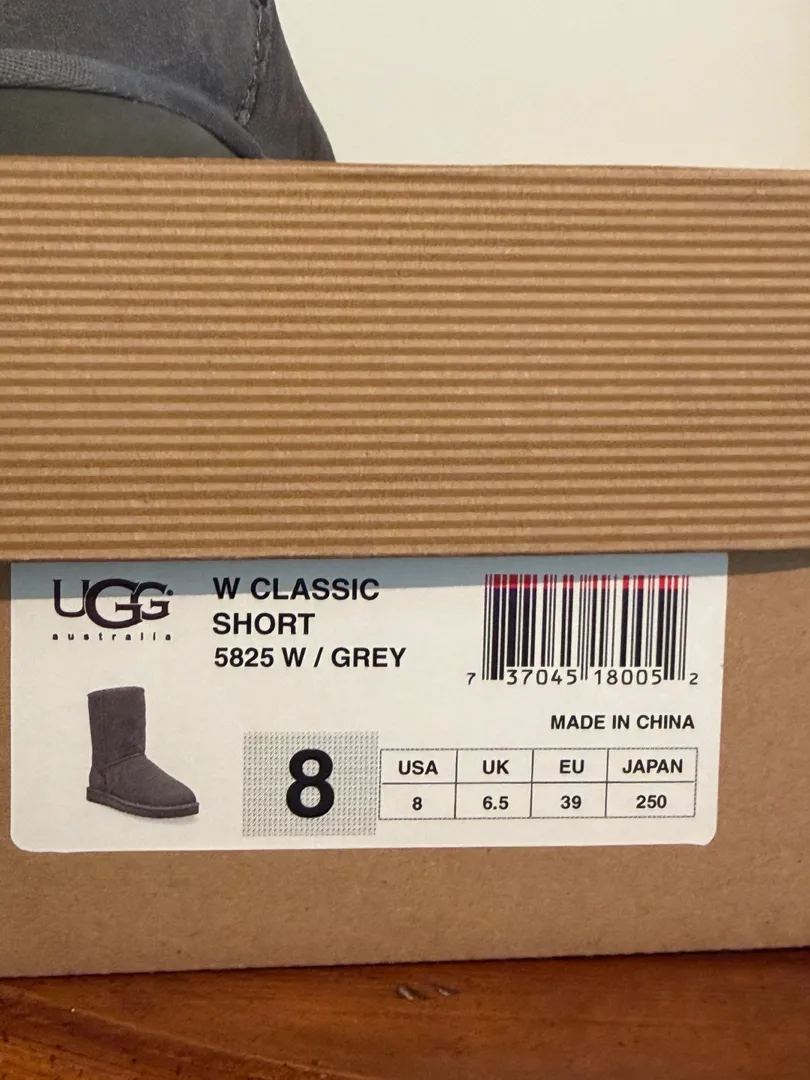 UGG
australia
W CLASSIC
SHORT
5825 W / GREY
7 37045 18005 2
MADE IN CHINA
8
USA UK EU JAPAN
8 6.5 39 250